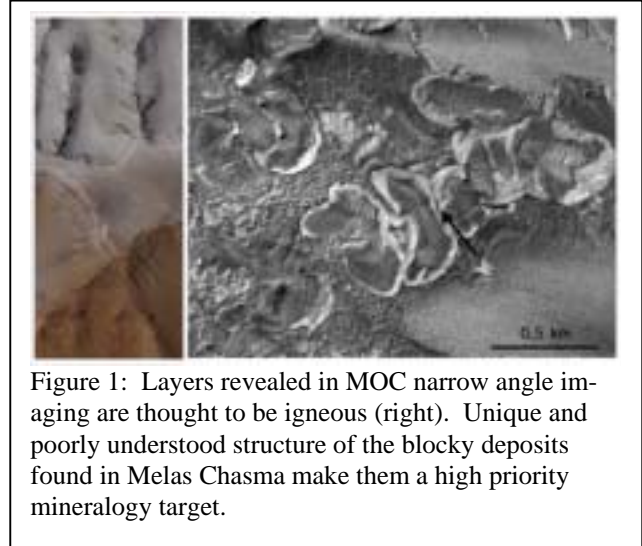 0.5 km
Figure 1: Layers revealed in MOC narrow angle im-
aging are thought to be igneous (right). Unique and
poorly understood structure of the blocky deposits
found in Melas Chasma make them a high priority
mineralogy target.